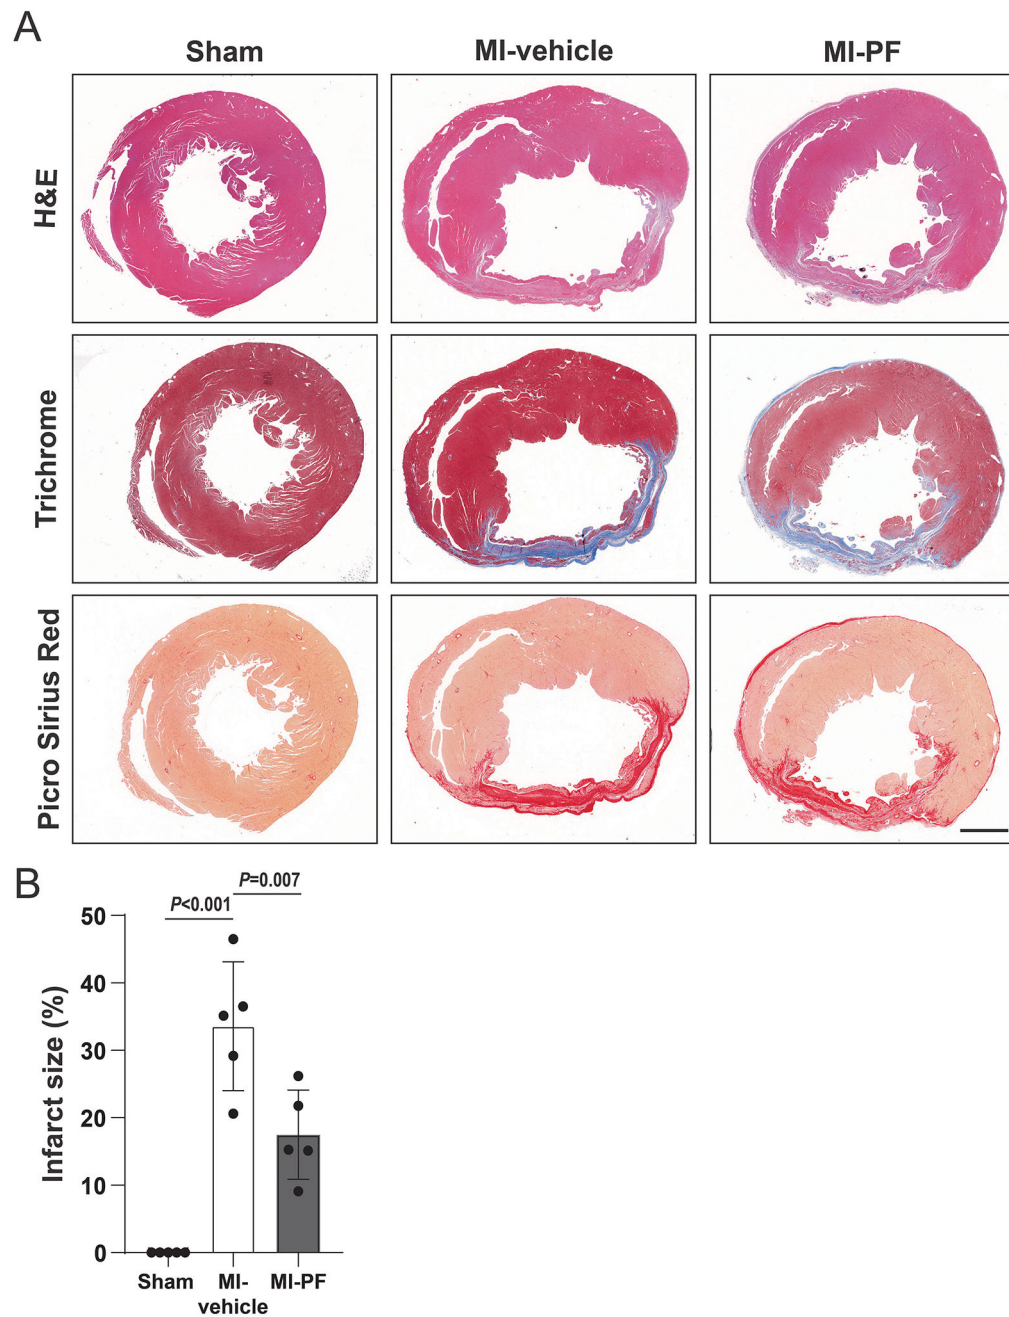 A
Sham
MI-vehicle
MI-PF
H&E
Trichrome
Picro Sirius Red
B
P=0.007
P<0.001
50
40
30
20
10
0
Infarct size (%)
Sham
MI-
vehicle
MI-PF